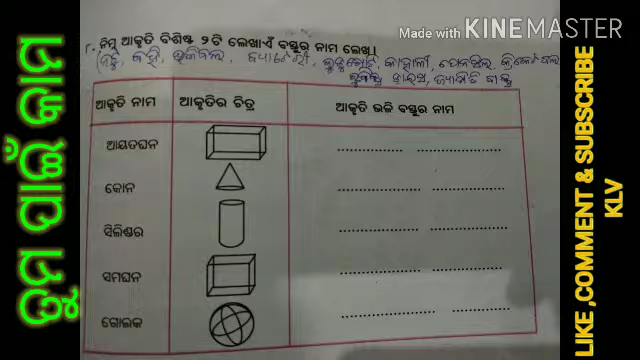 Made with KINEMASTER
୮. ନିମ୍ନ ଆକୃତି ବିଶିଷ୍ଟ ୨ଟି ଲେଖାଏଁ ବସ୍ତୁର ନାମ ଲେଖ ।
ଆକୃତି ନାମ ଆକୃତିର ଚିତ୍ର ଆକୃତି ଭଳି ବସ୍ତୁର ନାମ
ଆୟତଘନ
କୋନ
ସିଲିଣ୍ଡର
ସମଘନ
ଗୋଲକ
ତୁମ ପାଇଁ କାମ
LIKE ,COMMENT & SUBSCRIBE
KLV